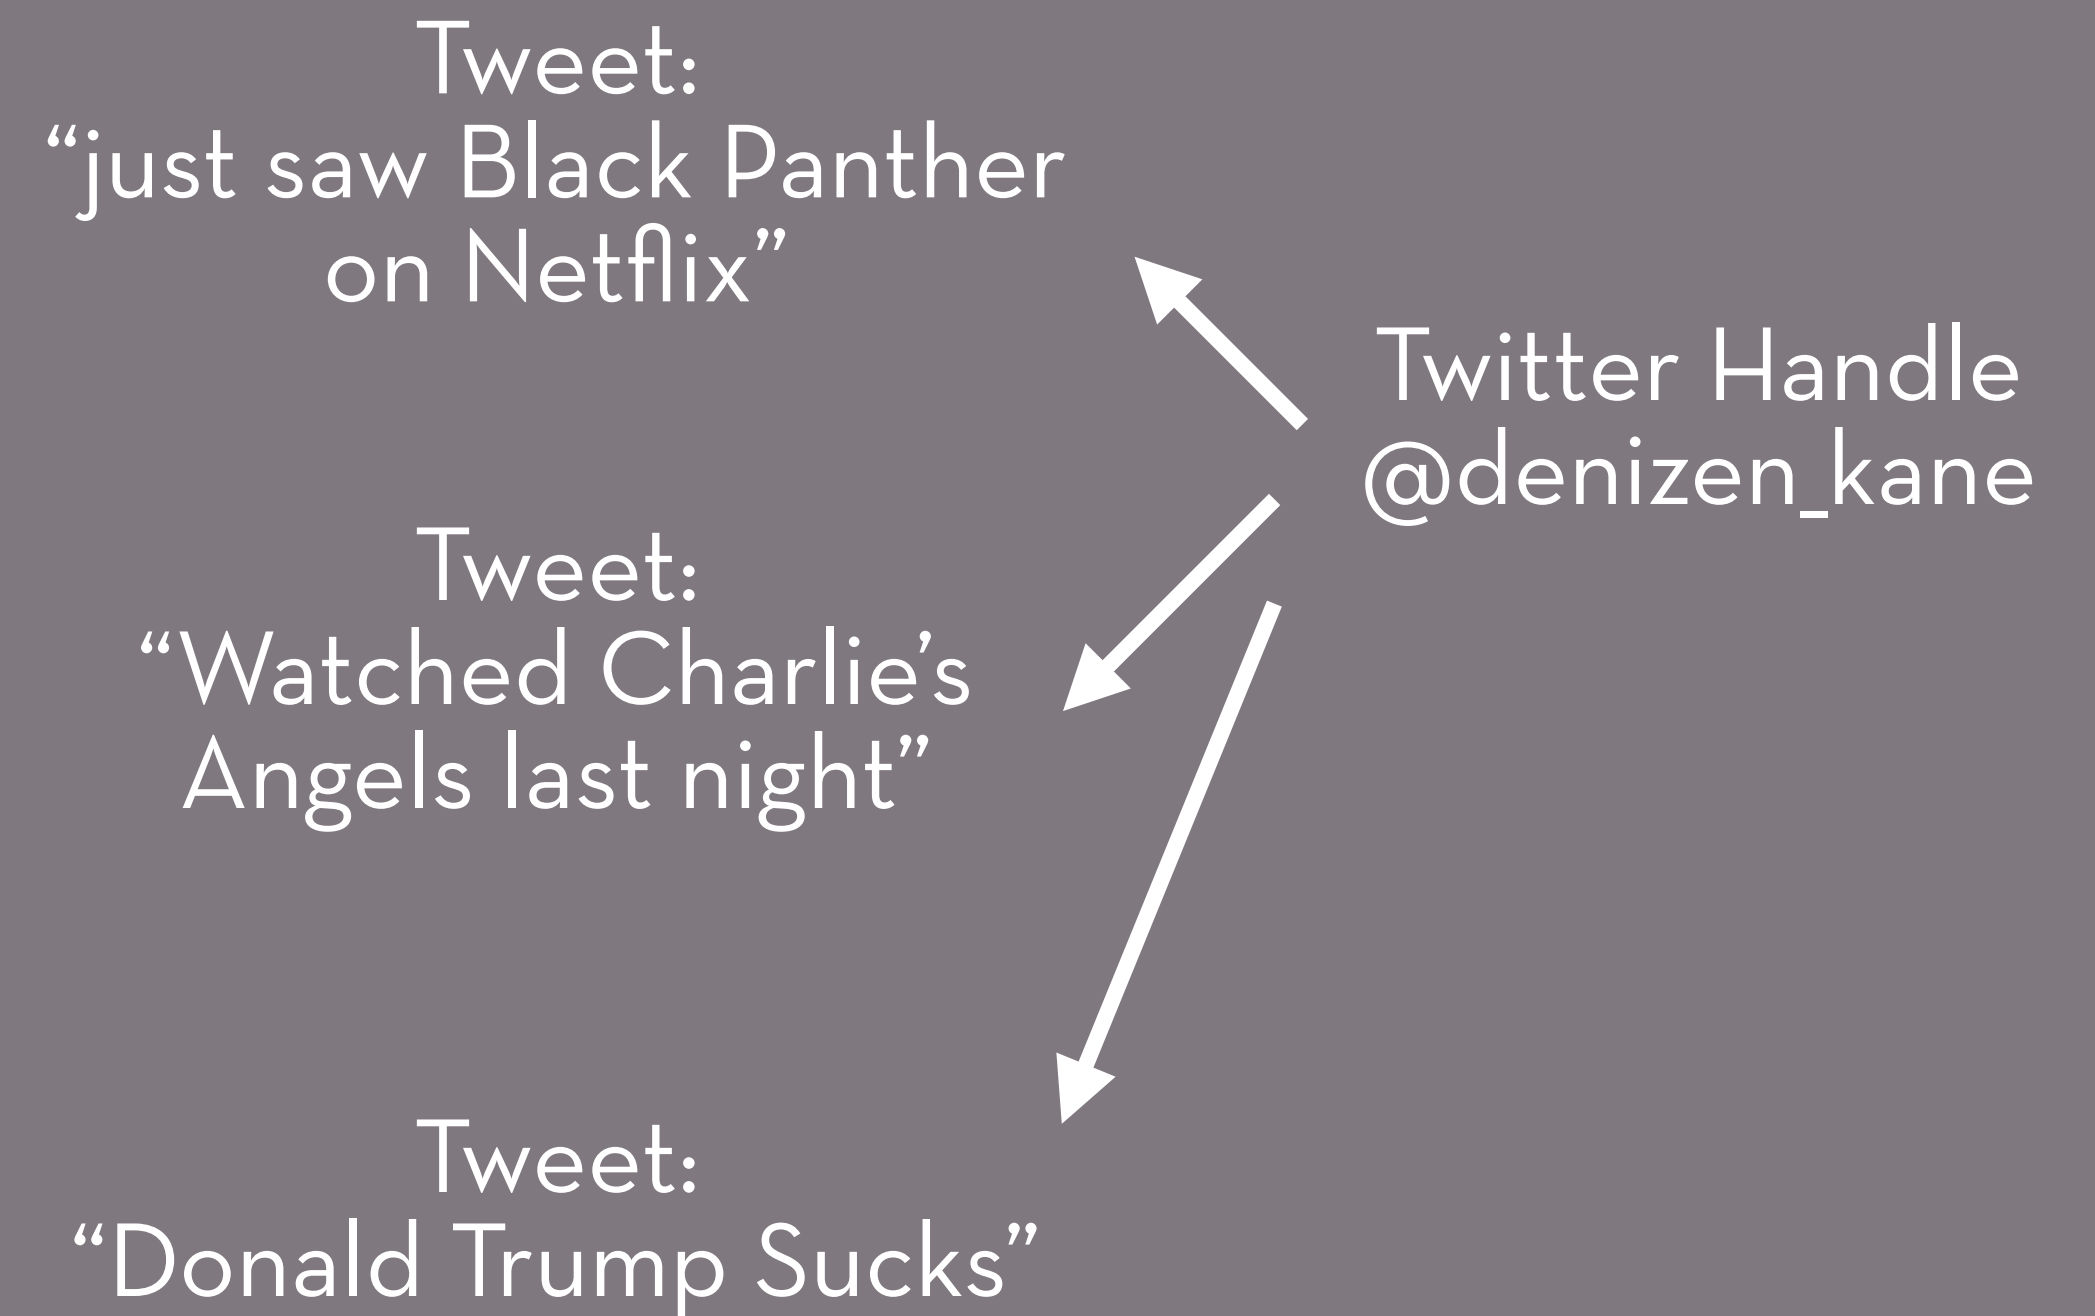 Tweet:
“just saw Black Panther
on Netflix”
Twitter Handle
@denizen_kane
Tweet:
“Watched Charlie’s
Angels last night”
Tweet:
“Donald Trump Sucks”